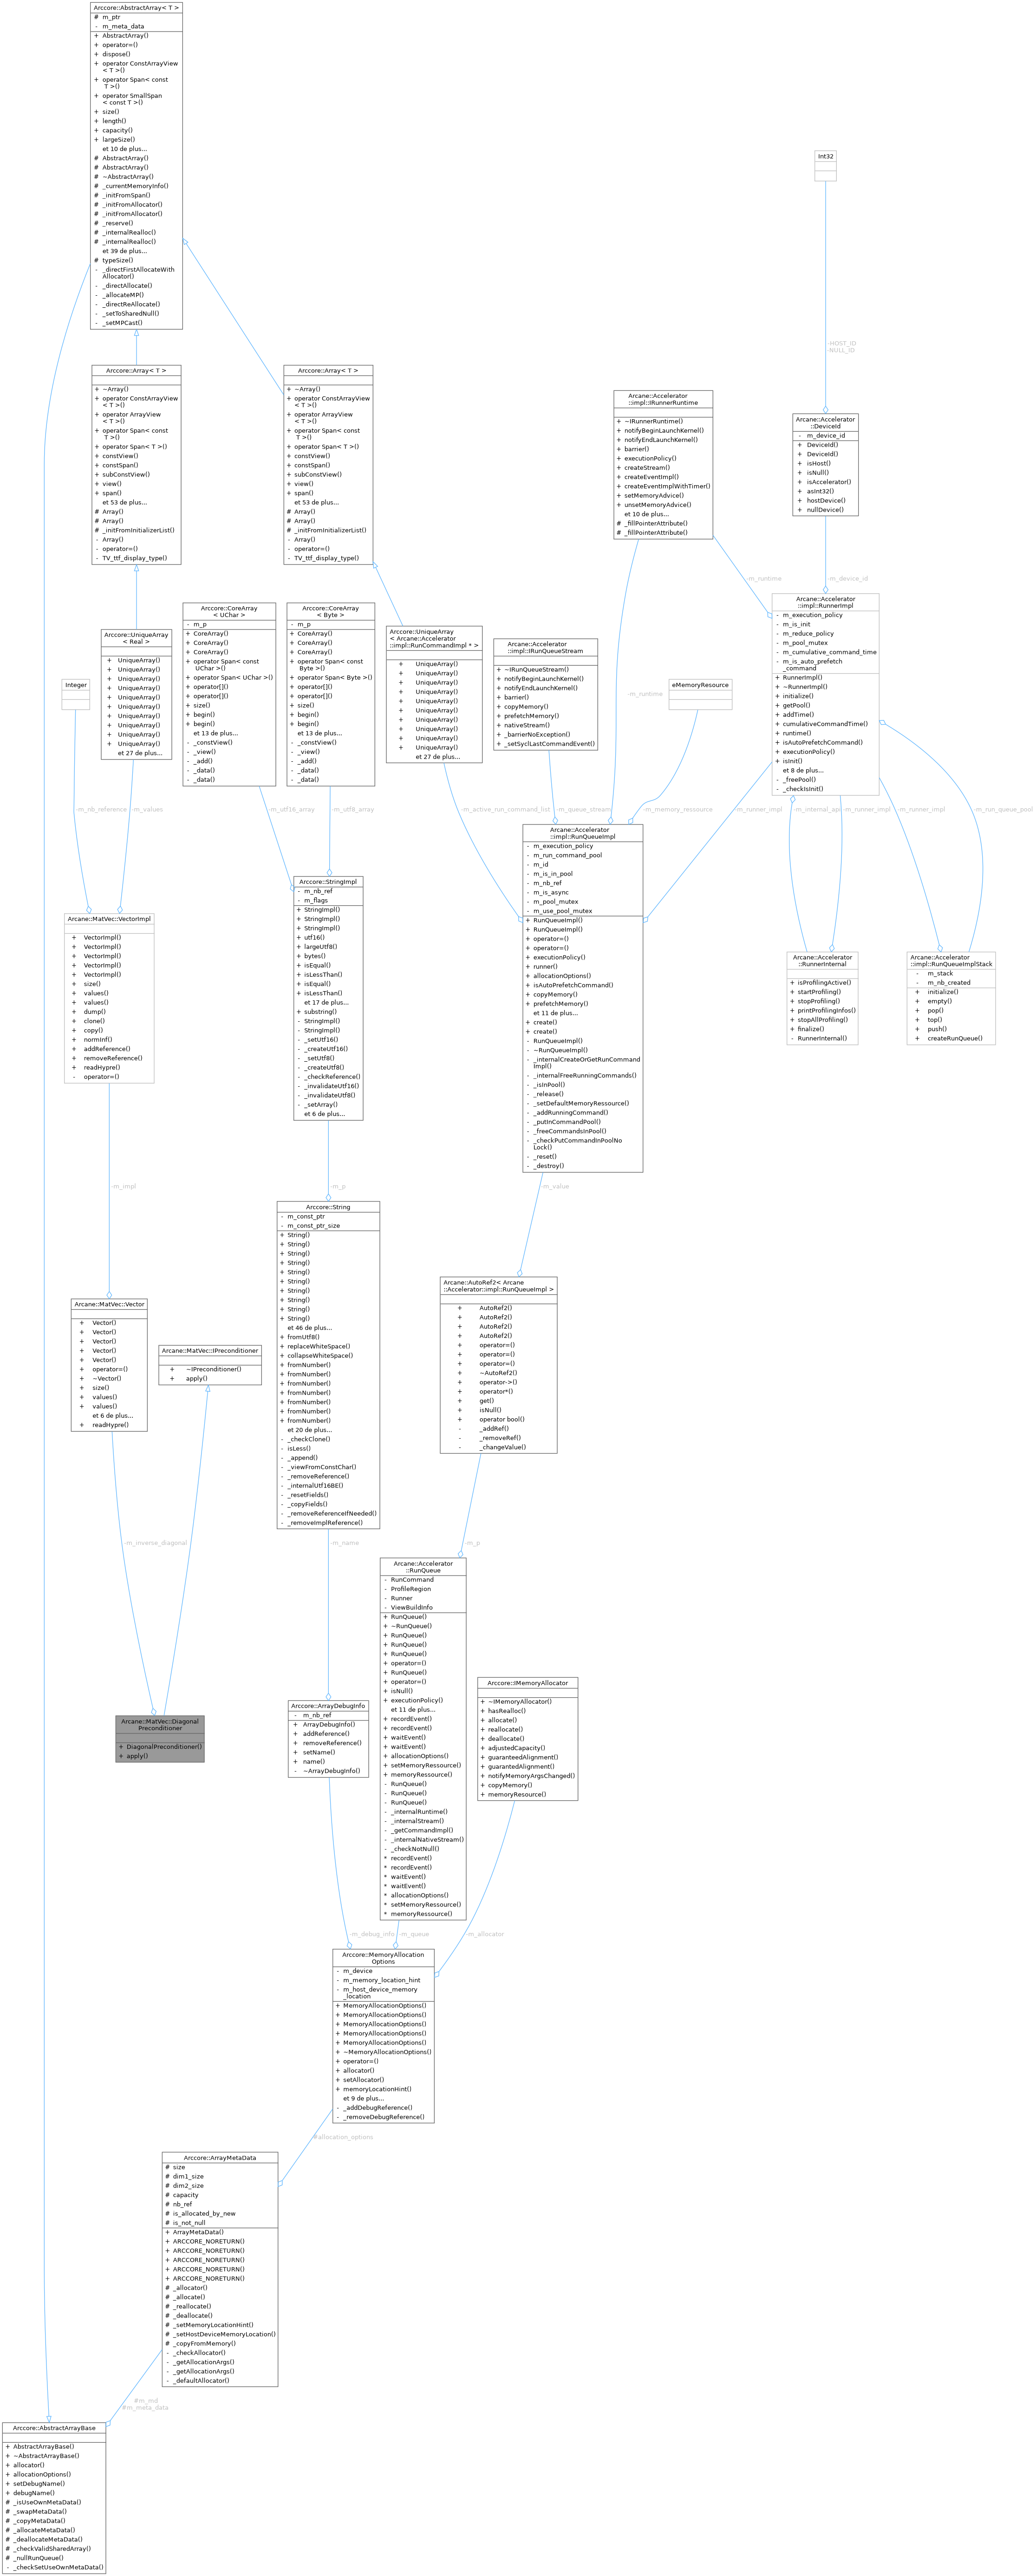 Arccore::AbstractArray< T >
# m_ptr
- m_meta_data
+ AbstractArray()
+ operator=()
+ dispose()
+ operator ConstArrayView
< T >()
+ operator Span< const
T >()
+ operator SmallSpan
< const T >()
+ size()
+ length()
+ capacity()
+ largeSize()
et 10 de plus...
# AbstractArray()
# AbstractArray()
# ~AbstractArray()
# _currentMemoryInfo()
# _initFromSpan()
# _initFromAllocator()
# _initFromAllocator()
# _reserve()
# _internalRealloc()
# _internalRealloc()
et 39 de plus...
# typeSize()
- _directFirstAllocateWith
Allocator()
- _directAllocate()
- _allocateMP()
- _directReAllocate()
- _setToSharedNull()
- _setMPCast()
Int32
-HOST_ID
-NULL_ID
Arccore::Array< T >
+ ~Array()
+ operator ConstArrayView
< T >()
+ operator ArrayView
< T >()
+ operator Span< const
T >()
+ operator Span< T >()
+ constView()
+ constSpan()
+ subConstView()
+ view()
+ span()
et 53 de plus...
# Array()
# Array()
# _initFromInitializerList()
- Array()
- operator=()
- TV_ttf_display_type()
Arccore::Array< T >
+ ~Array()
+ operator ConstArrayView
< T >()
+ operator ArrayView
< T >()
+ operator Span< const
T >()
+ operator Span< T >()
+ constView()
+ constSpan()
+ subConstView()
+ view()
+ span()
et 53 de plus...
# Array()
# Array()
# _initFromInitializerList()
- Array()
- operator=()
- TV_ttf_display_type()
Arcane::Accelerator
::impl::IRunnerRuntime
+ ~IRunnerRuntime()
+ notifyBeginLaunchKernel()
+ notifyEndLaunchKernel()
+ barrier()
+ executionPolicy()
+ createStream()
+ createEventImpl()
+ createEventImplWithTimer()
+ setMemoryAdvice()
+ unsetMemoryAdvice()
et 10 de plus...
# _fillPointerAttribute()
# _fillPointerAttribute()
Arcane::Accelerator
::DeviceId
- m_device_id
+ DeviceId()
+ DeviceId()
+ isHost()
+ isNull()
+ isAccelerator()
+ asInt32()
+ hostDevice()
+ nullDevice()
-m_runtime
-m_device_id
Arcane::Accelerator
::impl::RunnerImpl
- m_execution_policy
- m_is_init
- m_reduce_policy
- m_pool_mutex
- m_cumulative_command_time
- m_is_auto_prefetch
_command
+ RunnerImpl()
+ ~RunnerImpl()
+ initialize()
+ getPool()
+ addTime()
+ cumulativeCommandTime()
+ runtime()
+ isAutoPrefetchCommand()
+ executionPolicy()
+ isInit()
et 8 de plus...
- _freePool()
- _checkIsInit()
Integer
Arccore::UniqueArray
< Real >
+ UniqueArray()
+ UniqueArray()
+ UniqueArray()
+ UniqueArray()
+ UniqueArray()
+ UniqueArray()
+ UniqueArray()
+ UniqueArray()
+ UniqueArray()
+ UniqueArray()
et 27 de plus...
Arccore::CoreArray
< UChar >
- m_p
+ CoreArray()
+ CoreArray()
+ CoreArray()
+ operator Span< const
UChar >()
+ operator Span< UChar >()
+ operator[]()
+ operator[]()
+ size()
+ begin()
+ begin()
et 13 de plus...
- _constView()
- _view()
- _add()
- _data()
- _data()
Arccore::CoreArray
< Byte >
- m_p
+ CoreArray()
+ CoreArray()
+ CoreArray()
+ operator Span< const
Byte >()
+ operator Span< Byte >()
+ operator[]()
+ operator[]()
+ size()
+ begin()
+ begin()
et 13 de plus...
- _constView()
- _view()
- _add()
- _data()
- _data()
Arccore::UniqueArray
< Arcane::Accelerator
::impl::RunCommandImpl * >
+ UniqueArray()
+ UniqueArray()
+ UniqueArray()
+ UniqueArray()
+ UniqueArray()
+ UniqueArray()
+ UniqueArray()
+ UniqueArray()
+ UniqueArray()
+ UniqueArray()
et 27 de plus...
Arcane::Accelerator
::impl::IRunQueueStream
+ ~IRunQueueStream()
+ notifyBeginLaunchKernel()
+ notifyEndLaunchKernel()
+ barrier()
+ copyMemory()
+ prefetchMemory()
+ nativeStream()
+ _barrierNoException()
+ _setSyclLastCommandEvent()
-m_runtime
eMemoryResource
-m_nb_reference
-m_values
-m_utf16_array
-m_utf8_array
-m_active_run_command_list
-m_queue_stream
-m_memory_ressource
-m_runner_impl
-m_internal_api
-m_runner_impl
-m_runner_impl
-m_run_queue_pool
Arcane::MatVec::VectorImpl
+ VectorImpl()
+ VectorImpl()
+ VectorImpl()
+ VectorImpl()
+ VectorImpl()
+ size()
+ values()
+ values()
+ dump()
+ clone()
+ copy()
+ normInf()
+ addReference()
+ removeReference()
+ readHypre()
- operator=()
Arccore::StringImpl
- m_nb_ref
- m_flags
+ StringImpl()
+ StringImpl()
+ StringImpl()
+ utf16()
+ largeUtf8()
+ bytes()
+ isEqual()
+ isLessThan()
+ isEqual()
+ isLessThan()
et 17 de plus...
+ substring()
- StringImpl()
- StringImpl()
- _setUtf16()
- _createUtf16()
- _setUtf8()
- _createUtf8()
- _checkReference()
- _invalidateUtf16()
- _invalidateUtf8()
- _setArray()
et 6 de plus...
Arcane::Accelerator
::impl::RunQueueImpl
- m_execution_policy
- m_run_command_pool
- m_id
- m_is_in_pool
- m_nb_ref
- m_is_async
- m_pool_mutex
- m_use_pool_mutex
+ RunQueueImpl()
+ RunQueueImpl()
+ operator=()
+ operator=()
+ executionPolicy()
+ runner()
+ allocationOptions()
+ isAutoPrefetchCommand()
+ copyMemory()
+ prefetchMemory()
et 11 de plus...
+ create()
+ create()
- RunQueueImpl()
- ~RunQueueImpl()
- _internalCreateOrGetRunCommand
Impl()
- _internalFreeRunningCommands()
- _isInPool()
- _release()
- _setDefaultMemoryRessource()
- _addRunningCommand()
- _putInCommandPool()
- _freeCommandsInPool()
- _checkPutCommandInPoolNo
Lock()
- _reset()
- _destroy()
Arcane::Accelerator
::RunnerInternal
+ isProfilingActive()
+ startProfiling()
+ stopProfiling()
+ printProfilingInfos()
+ stopAllProfiling()
+ finalize()
- RunnerInternal()
Arcane::Accelerator
::impl::RunQueueImplStack
- m_stack
- m_nb_created
+ initialize()
+ empty()
+ pop()
+ top()
+ push()
+ createRunQueue()
-m_impl
-m_p
-m_value
Arccore::String
- m_const_ptr
- m_const_ptr_size
+ String()
+ String()
+ String()
+ String()
+ String()
+ String()
+ String()
+ String()
+ String()
+ String()
et 46 de plus...
+ fromUtf8()
+ replaceWhiteSpace()
+ collapseWhiteSpace()
+ fromNumber()
+ fromNumber()
+ fromNumber()
+ fromNumber()
+ fromNumber()
+ fromNumber()
+ fromNumber()
et 20 de plus...
- _checkClone()
- isLess()
- _append()
- _viewFromConstChar()
- _removeReference()
- _internalUtf16BE()
- _resetFields()
- _copyFields()
- _removeReferenceIfNeeded()
- _removeImplReference()
Arcane::AutoRef2< Arcane
::Accelerator::impl::RunQueueImpl >
+ AutoRef2()
+ AutoRef2()
+ AutoRef2()
+ AutoRef2()
+ operator=()
+ operator=()
+ operator=()
+ ~AutoRef2()
+ operator->()
+ operator*()
+ get()
+ isNull()
+ operator bool()
- _addRef()
- _removeRef()
- _changeValue()
Arcane::MatVec::Vector
+ Vector()
+ Vector()
+ Vector()
+ Vector()
+ Vector()
+ operator=()
+ ~Vector()
+ size()
+ values()
+ values()
et 6 de plus...
+ readHypre()
Arcane::MatVec::IPreconditioner
+ ~IPreconditioner()
+ apply()
-m_inverse_diagonal
-m_name
-m_p
Arcane::Accelerator
::RunQueue
- RunCommand
- ProfileRegion
- Runner
- ViewBuildInfo
+ RunQueue()
+ ~RunQueue()
+ RunQueue()
+ RunQueue()
+ RunQueue()
+ operator=()
+ RunQueue()
+ operator=()
+ isNull()
+ executionPolicy()
et 11 de plus...
+ recordEvent()
+ recordEvent()
+ waitEvent()
+ waitEvent()
+ allocationOptions()
+ setMemoryRessource()
+ memoryRessource()
- RunQueue()
- RunQueue()
- RunQueue()
- _internalRuntime()
- _internalStream()
- _getCommandImpl()
- _internalNativeStream()
- _checkNotNull()
* recordEvent()
* recordEvent()
* waitEvent()
* waitEvent()
* allocationOptions()
* setMemoryRessource()
* memoryRessource()
Arccore::IMemoryAllocator
+ ~IMemoryAllocator()
+ hasRealloc()
+ allocate()
+ reallocate()
+ deallocate()
+ adjustedCapacity()
+ guaranteedAlignment()
+ guarantedAlignment()
+ notifyMemoryArgsChanged()
+ copyMemory()
+ memoryResource()
Arccore::ArrayDebugInfo
- m_nb_ref
+ ArrayDebugInfo()
+ addReference()
+ removeReference()
+ setName()
+ name()
- ~ArrayDebugInfo()
Arcane::MatVec::Diagonal
Preconditioner
+ DiagonalPreconditioner()
+ apply()
-m_debug_info
-m_queue
-m_allocator
Arccore::MemoryAllocation
Options
- m_device
- m_memory_location_hint
- m_host_device_memory
_location
+ MemoryAllocationOptions()
+ MemoryAllocationOptions()
+ MemoryAllocationOptions()
+ MemoryAllocationOptions()
+ MemoryAllocationOptions()
+ ~MemoryAllocationOptions()
+ operator=()
+ allocator()
+ setAllocator()
+ memoryLocationHint()
et 9 de plus...
- _addDebugReference()
- _removeDebugReference()
#allocation_options
Arccore::ArrayMetaData
# size
# dim1_size
# dim2_size
# capacity
# nb_ref
# is_allocated_by_new
# is_not_null
+ ArrayMetaData()
+ ARCCORE_NORETURN()
+ ARCCORE_NORETURN()
+ ARCCORE_NORETURN()
+ ARCCORE_NORETURN()
+ ARCCORE_NORETURN()
# _allocator()
# _allocate()
# _reallocate()
# _deallocate()
# _setMemoryLocationHint()
# _setHostDeviceMemoryLocation()
# _copyFromMemory()
- _checkAllocator()
- _getAllocationArgs()
- _getAllocationArgs()
- _defaultAllocator()
#m_md
#m_meta_data
Arccore::AbstractArrayBase
+ AbstractArrayBase()
+ ~AbstractArrayBase()
+ allocator()
+ allocationOptions()
+ setDebugName()
+ debugName()
# _isUseOwnMetaData()
# _swapMetaData()
# _copyMetaData()
# _allocateMetaData()
# _deallocateMetaData()
# _checkValidSharedArray()
# _nullRunQueue()
- _checkSetUseOwnMetaData()